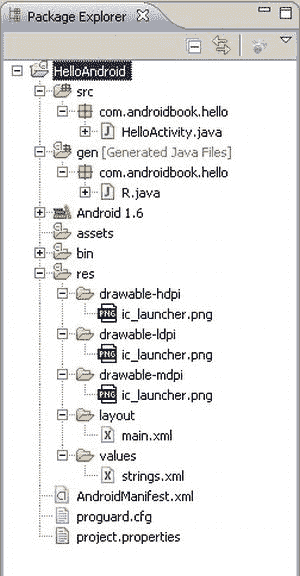 Package Explorer
HelloAndroid
src
com.androidbook.hello
HelloActivity.java
gen [Generated Java Files]
com.androidbook.hello
R.java
Android 1.6
assets
bin
res
drawable-hdpi
ic_launcher.png
drawable-ldpi
ic_launcher.png
drawable-mdpi
ic_launcher.png
layout
main.xml
values
strings.xml
AndroidManifest.xml
proguard.cfg
project.properties